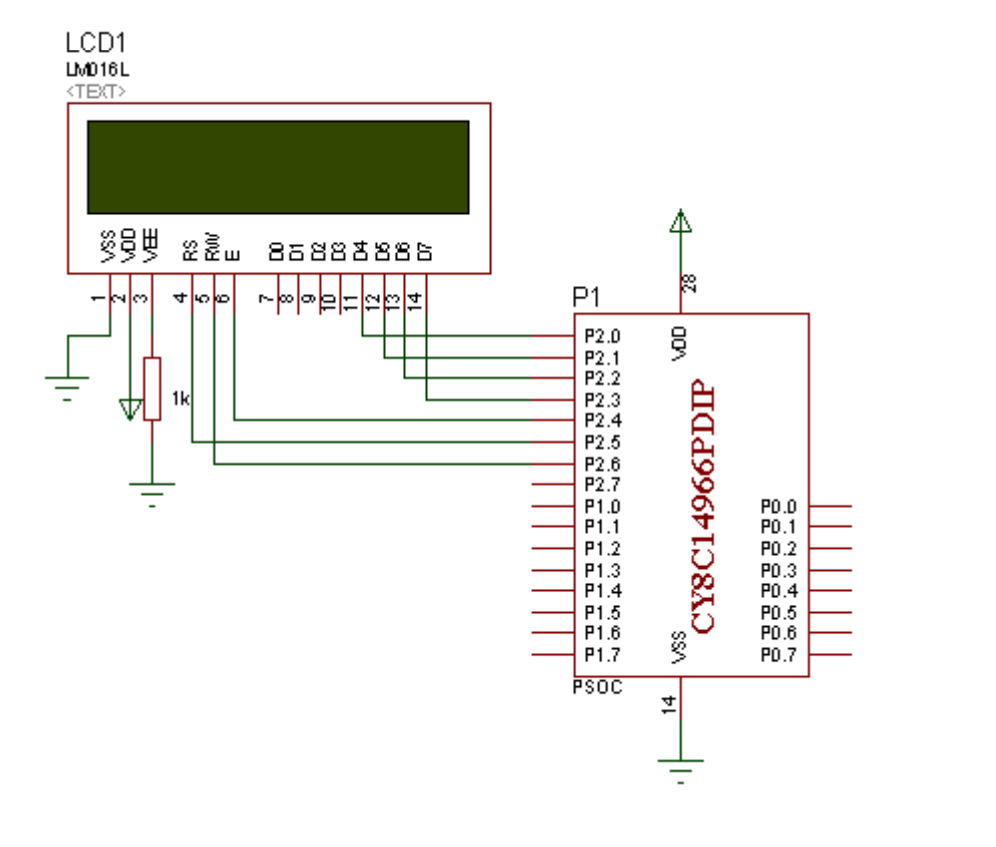 LCD1
LM016L
<TEXT>
VSS
VDD
VEE
RS
RW
E
D0
D1
D2
D3
D4
D5
D6
D7
1
2
3
4
5
6
7
8
9
10
11
12
13
14
1k
28
P1
VDD
P2.0
P2.1
P2.2
P2.3
P2.4
P2.5
P2.6
P2.7
P1.0
P1.1
P1.2
P1.3
P1.4
P1.5
P1.6
P1.7
CY8C14966PDIP
P0.0
P0.1
P0.2
P0.3
P0.4
P0.5
P0.6
P0.7
VSS
PSOC
14